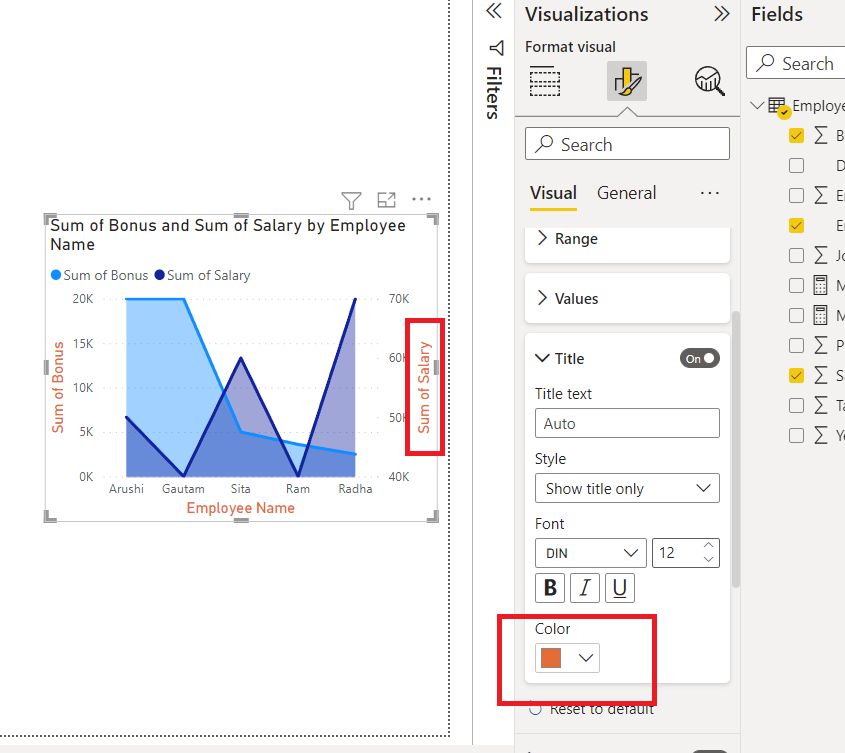 Visualizations
Fields
Format visual
Filters
Search
Search
Employe
B
D
E
E
J
M
M
P
S
T
Y
Visual
General
Range
Values
Title
On
Title text
Auto
Style
Show title only
Font
DIN
12
B
I
U
Color
Reset to default
Sum of Bonus and Sum of Salary by Employee
Name
Sum of Bonus
Sum of Salary
20K
15K
10K
5K
0K
70K
60K
50K
40K
Sum of Bonus
Sum of Salary
Arushi
Gautam
Sita
Ram
Radha
Employee Name